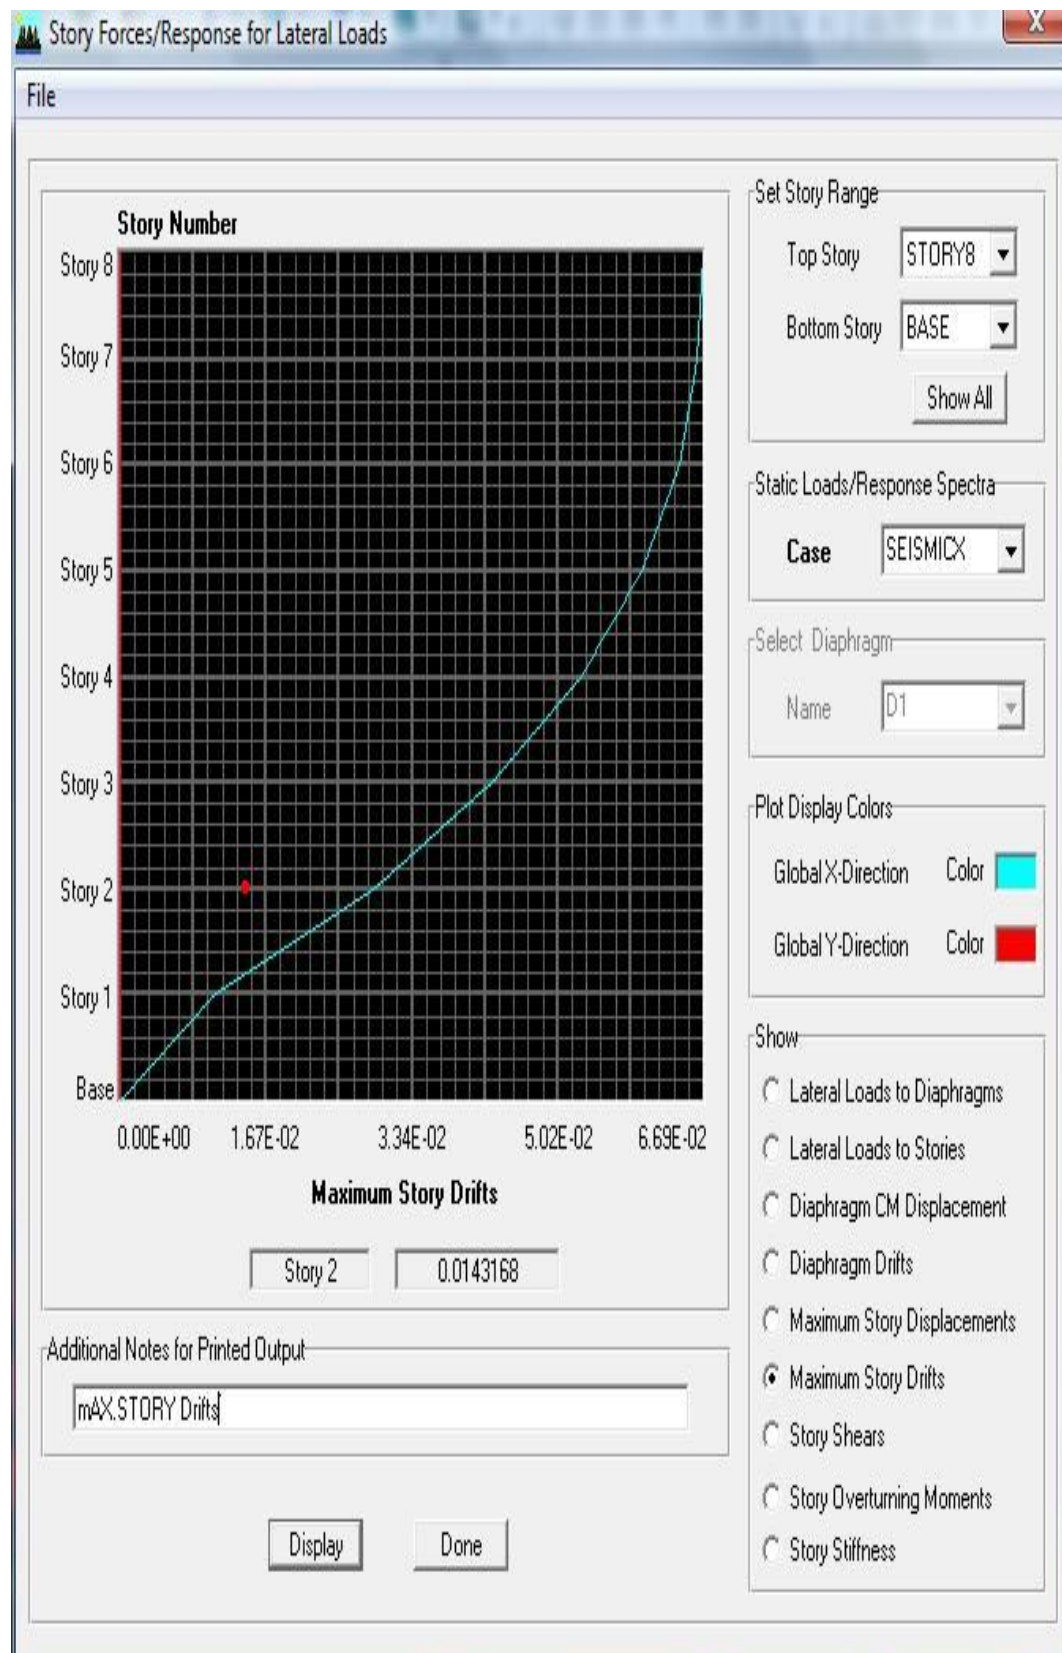 Story Forces/Response for Lateral Loads
X
File
Story Number
Story 8
Story 7
Story 6
Story 5
Story 4
Story 3
Story 2
Story 1
Base
0.00E+00 1.67E-02 3.34E-02 5.02E-02 6.69E-02
Maximum Story Drifts
Story 2 0.0143168
Additional Notes for Printed Output
mAX.STORY Drifts
Display Done
Set Story Range
Top Story STORY8
Bottom Story BASE
Show All
Static Loads/Response Spectra
Case SEISMICX
Select Diaphragm
Name D1
Plot Display Colors
Global X-Direction Color
Global Y-Direction Color
Show
Lateral Loads to Diaphragms
Lateral Loads to Stories
Diaphragm CM Displacement
Diaphragm Drifts
Maximum Story Displacements
Maximum Story Drifts
Story Shears
Story Overturning Moments
Story Stiffness